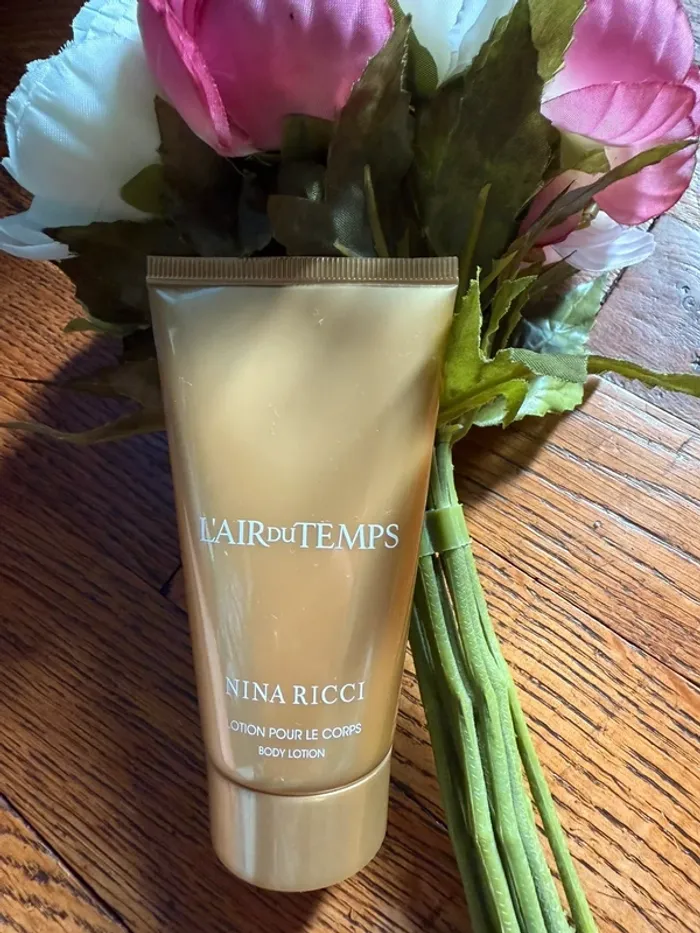 L'AIR DU TEMPS
NINA RICCI
LOTION POUR LE CORPS
BODY LOTION